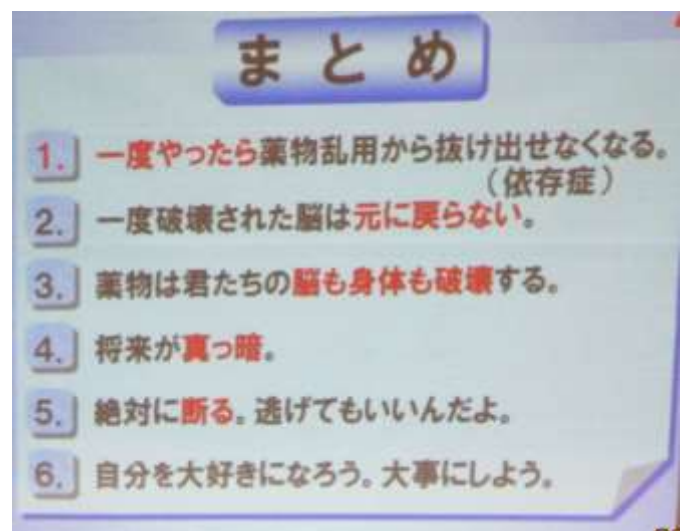 まとめ
1. 一度やったら薬物乱用から抜け出せなくなる。
（依存症）
2. 一度破壊された脳は元に戻らない。
3. 薬物は君たちの脳も身体も破壊する。
4. 将来が真っ暗。
5. 絶対に断る。逃げてもいいんだよ。
6. 自分を大好きになろう。大事にしよう。